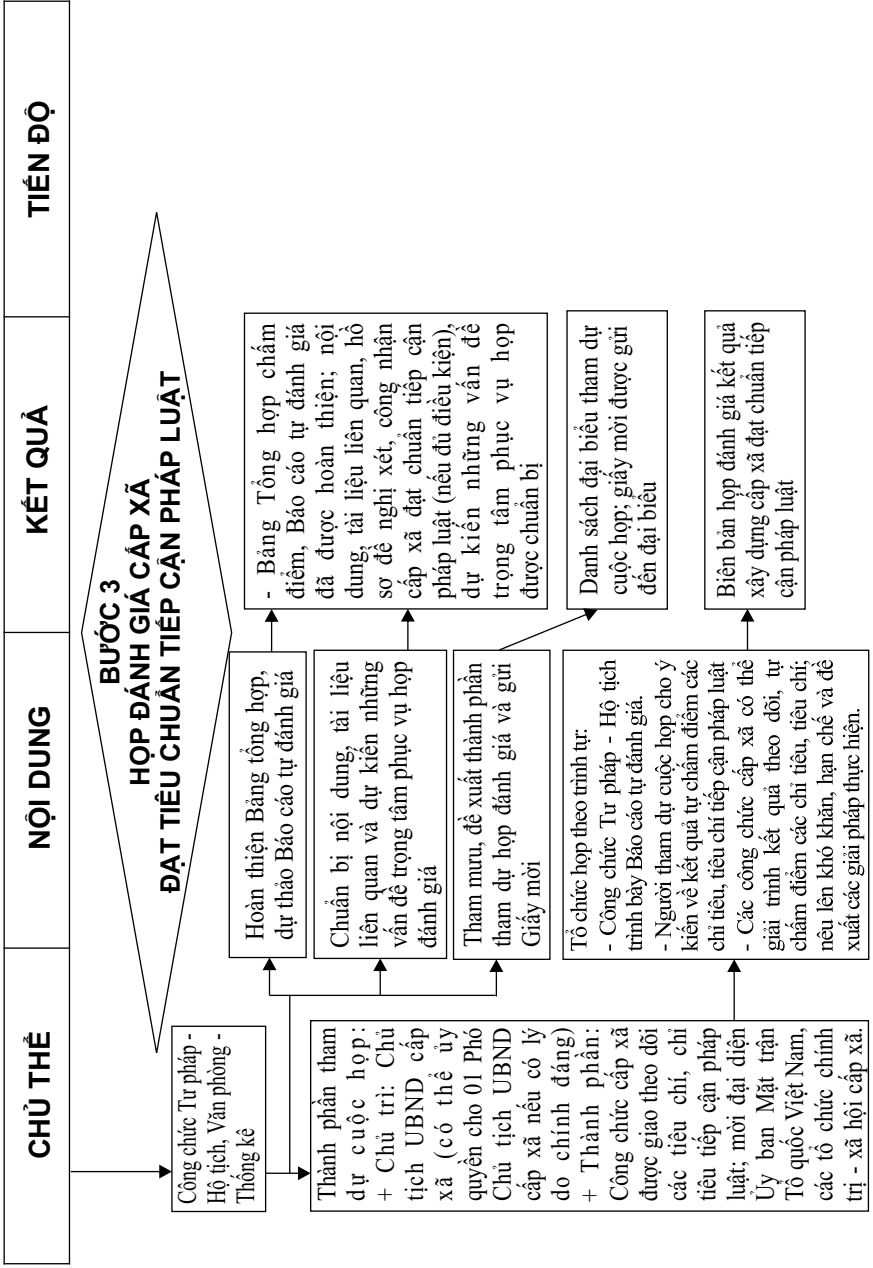 CHỦ THỂ
NỘI DUNG
KẾT QUẢ
TIẾN ĐỘ
BƯỚC 3
HỌP ĐÁNH GIÁ CẤP XÃ
ĐẠT TIÊU CHUẨN TIẾP CẬN PHÁP LUẬT
Công chức Tư pháp -
Hộ tịch, Văn phòng -
Thống kê
Hoàn thiện Bảng tổng hợp,
dự thảo Báo cáo tự đánh giá
- Bảng Tổng hợp chấm
điểm, Báo cáo tự đánh giá
đã được hoàn thiện; nội
dung, tài liệu liên quan, hồ
sơ đề nghị xét, công nhận
cấp xã đạt chuẩn tiếp cận
pháp luật (nếu đủ điều kiện),
dự kiến những vấn đề
trọng tâm phục vụ họp
được chuẩn bị
Chuẩn bị nội dung, tài liệu
liên quan và dự kiến những
vấn đề trọng tâm phục vụ họp
đánh giá
Tham mưu, đề xuất thành phần
tham dự họp đánh giá và gửi
Giấy mời
Danh sách đại biểu tham dự
cuộc họp; giấy mời được gửi
đến đại biểu
Thành phần tham
dự cuộc họp:
+ Chủ trì: Chủ
tịch UBND cấp
xã (có thể ủy
quyền cho 01 Phó
Chủ tịch UBND
cấp xã nếu có lý
do chính đáng)
+ Thành phần:
Công chức cấp xã
được giao theo dõi
các tiêu chí, chỉ
tiêu tiếp cận pháp
luật; mời đại diện
Ủy ban Mặt trận
Tổ quốc Việt Nam,
các tổ chức chính
trị - xã hội cấp xã.
Tổ chức họp theo trình tự:
- Công chức Tư pháp - Hộ tịch
trình bày Báo cáo tự đánh giá.
- Người tham dự cuộc họp cho ý
kiến về kết quả tự chấm điểm các
chỉ tiêu, tiêu chí tiếp cận pháp luật
- Các công chức cấp xã có thể
giải trình kết quả theo dõi, tự
chấm điểm các chỉ tiêu, tiêu chí;
nêu lên khó khăn, hạn chế và đề
xuất các giải pháp thực hiện.
Biên bản họp đánh giá kết quả
xây dựng cấp xã đạt chuẩn tiếp
cận pháp luật